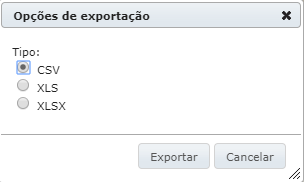 Opções de exportação
Tipo:
CSV
XLS
XLSX
Exportar Cancelar